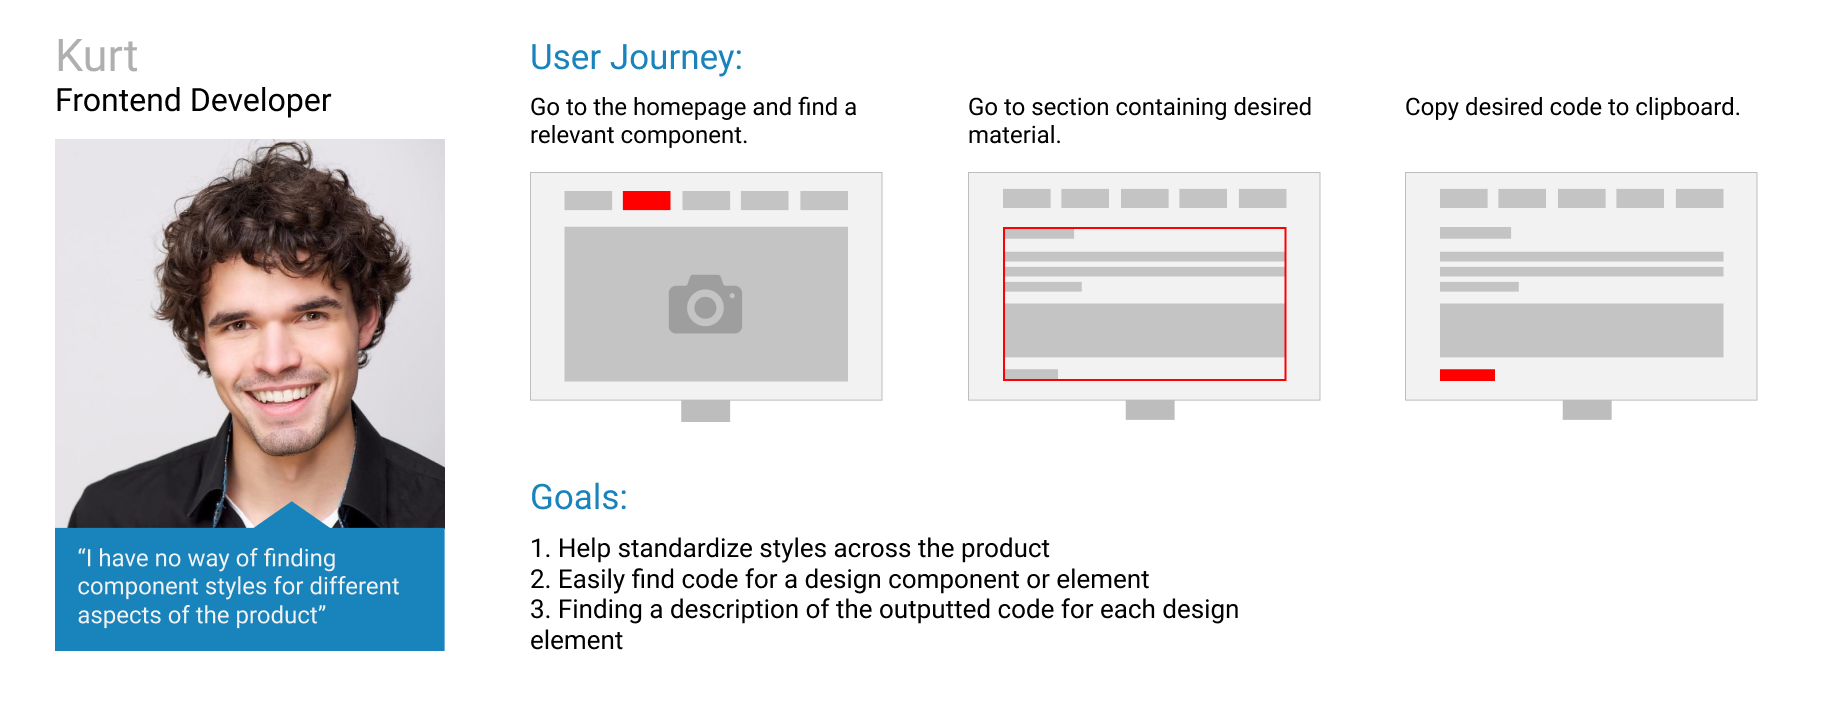 Kurt
Frontend Developer
“I have no way of finding
component styles for different
aspects of the product”
User Journey:
Go to the homepage and find a
relevant component.
Go to section containing desired
material.
Copy desired code to clipboard.
Goals:
1. Help standardize styles across the product
2. Easily find code for a design component or element
3. Finding a description of the outputted code for each design
element